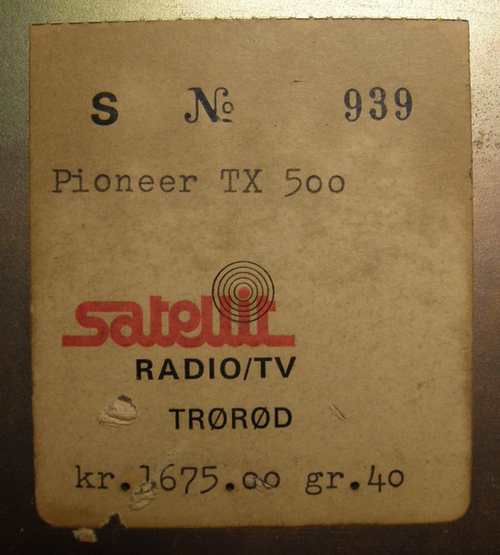 S № 939
Pioneer TX 500
satellit
RADIO/TV
TRØRØD
kr.1675.00 gr.40